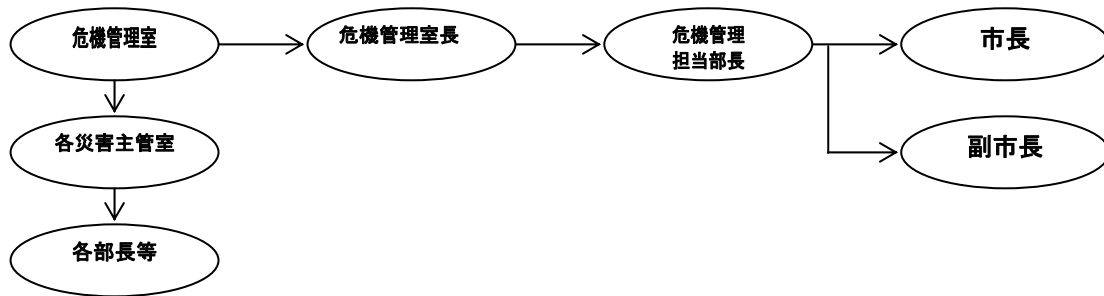 危機管理室
危機管理室長
危機管理
担当部長
市長
各災害主管室
副市長
各部長等